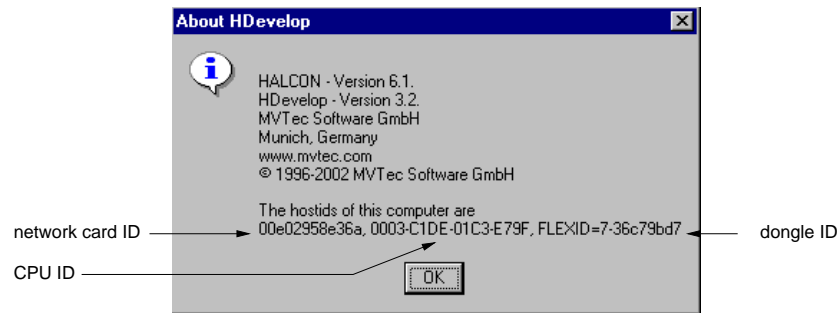 About HDevelop
HALCON - Version 6.1.
HDevelop - Version 3.2.
MVTec Software GmbH
Munich, Germany
www.mvtec.com
© 1996-2002 MVTec Software GmbH
The hostids of this computer are
network card ID
00e02958e36a, 0003-C1DE-01C3-E79F, FLEXID=7-36c79bd7
dongle ID
CPU ID
OK